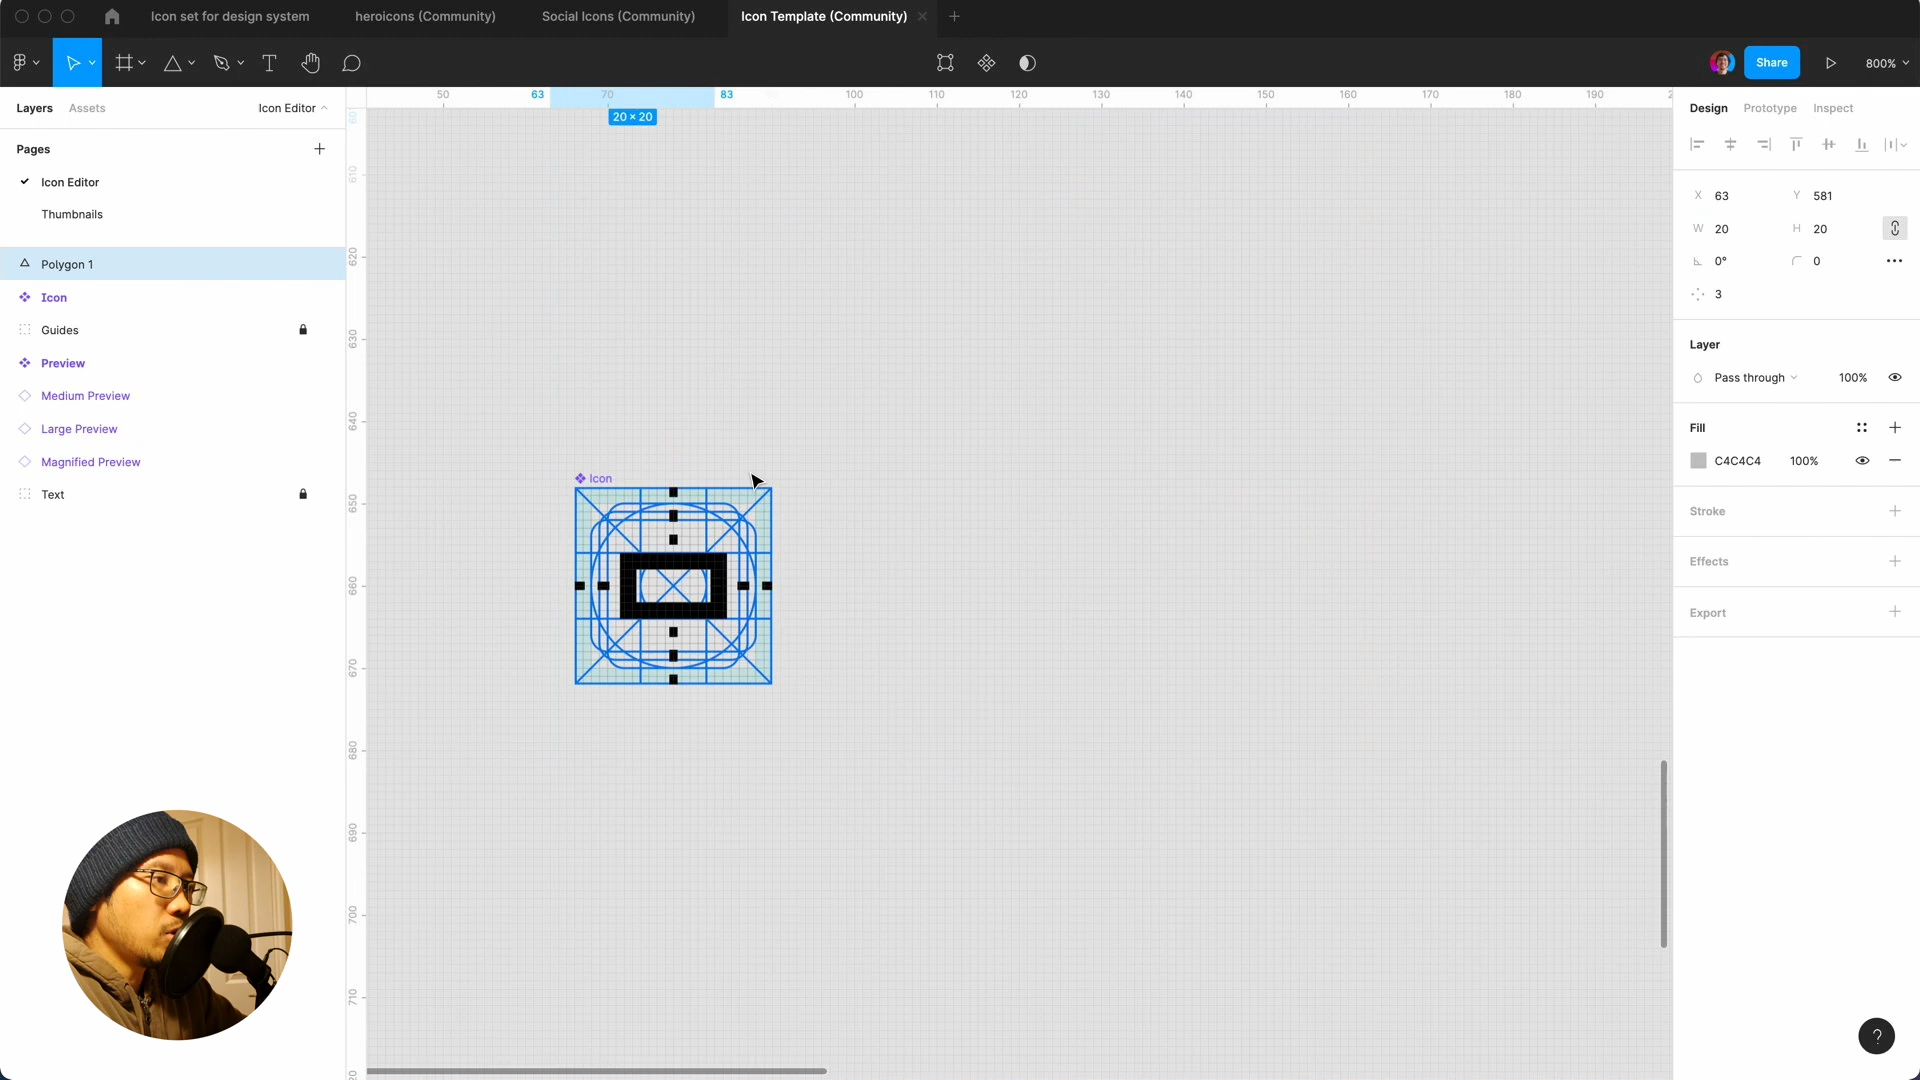 Icon set for design system
heroicons (Community)
Social Icons (Community)
Icon Template (Community)
Share
800%
Layers
Assets
Icon Editor
Pages
Icon Editor
Thumbnails
Polygon 1
Icon
Guides
Preview
Medium Preview
Large Preview
Magnified Preview
Text
50
63
70
83
100
110
120
130
140
150
160
170
180
190
20 × 20
610
620
630
640
650
660
670
680
690
700
710
Icon
Design
Prototype
Inspect
X 63
Y 581
W 20
H 20
0°
0
3
Layer
Pass through
100%
Fill
C4C4C4
100%
Stroke
Effects
Export
?